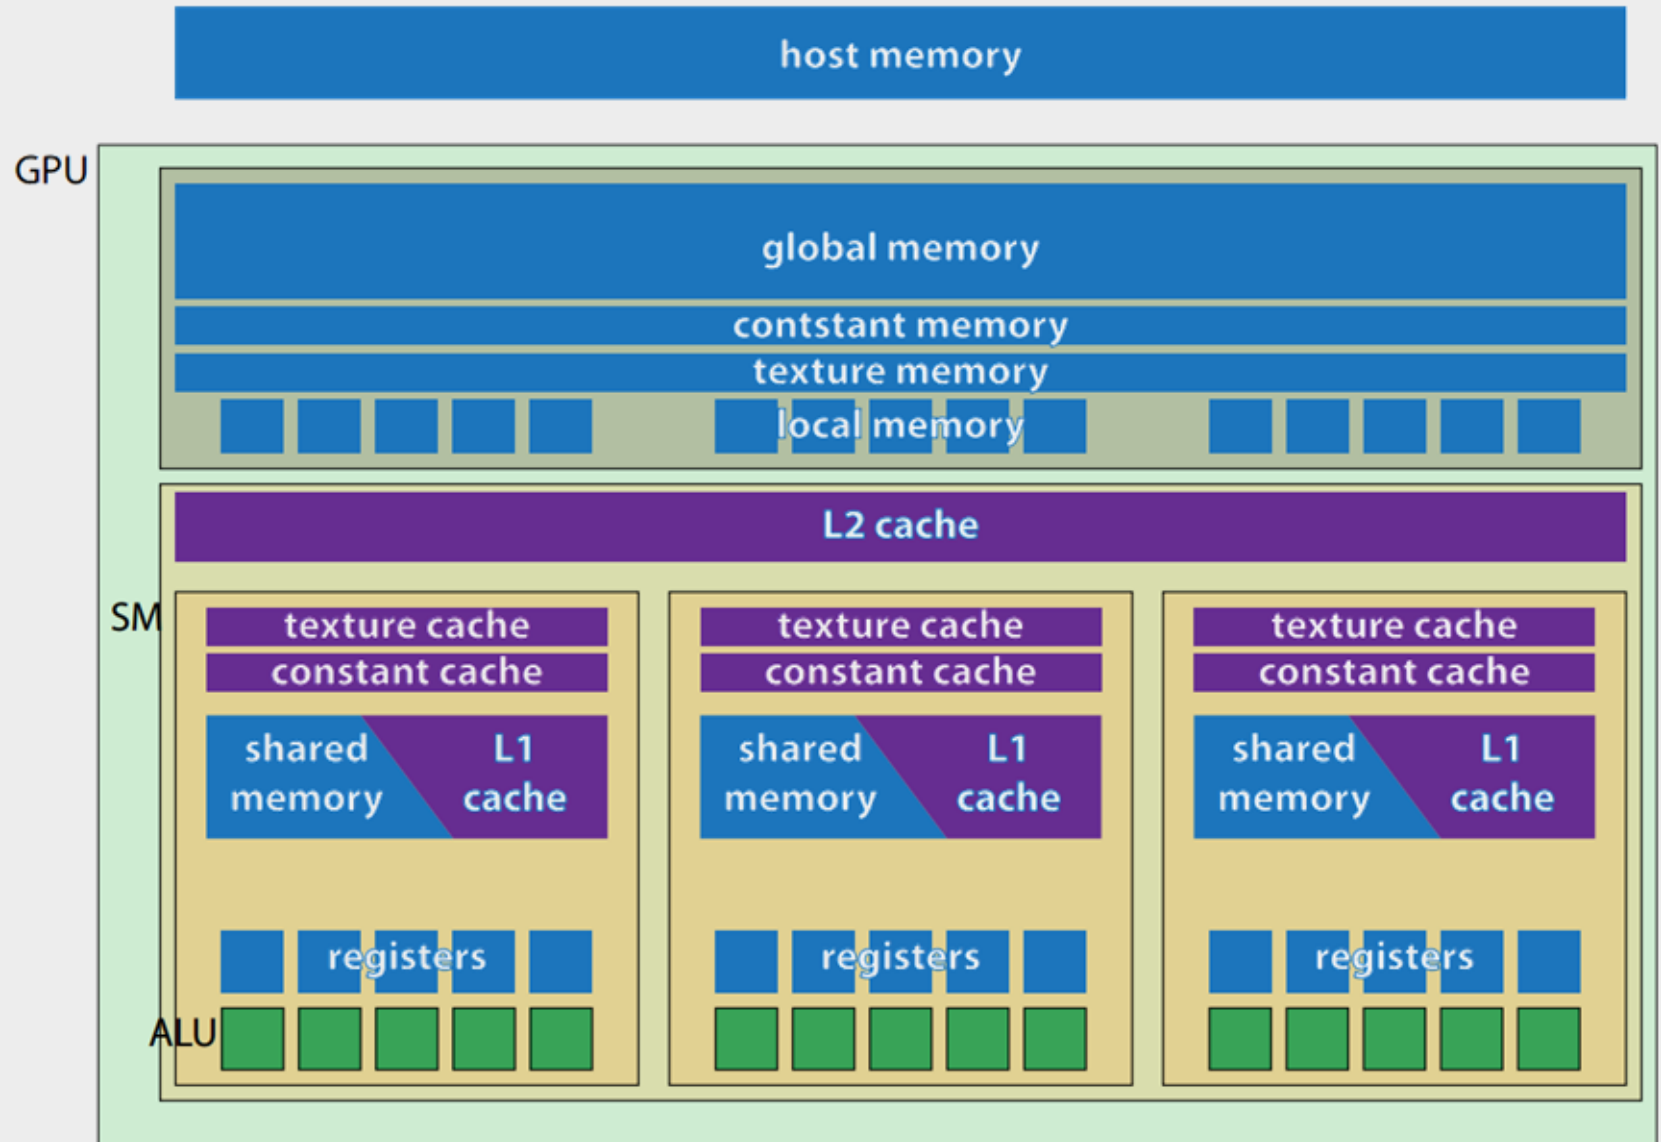 host memory
GPU
global memory
contstant memory
texture memory
local memory
L2 cache
SM
texture cache
texture cache
texture cache
constant cache
constant cache
constant cache
shared
memory
L1
cache
shared
memory
L1
cache
shared
memory
L1
cache
registers
registers
registers
ALU